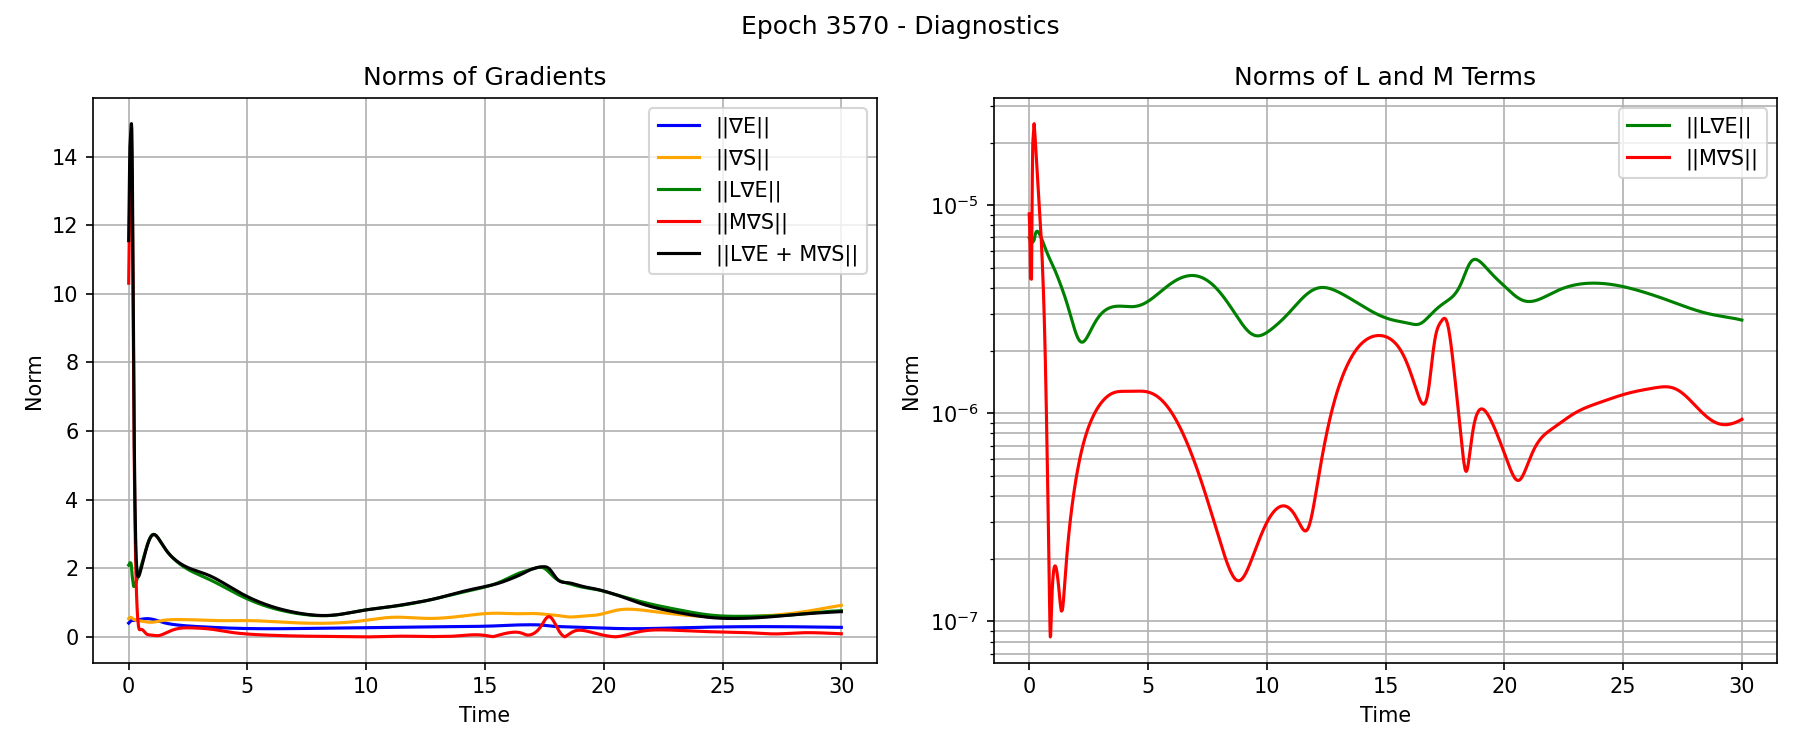 Epoch 3570 - Diagnostics
Norms of Gradients
Norm
14
12
10
8
6
4
2
0
0
5
10
15
20
25
30
Time
||∇E||
||∇S||
||L∇E||
||M∇S||
||L∇E + M∇S||
Norms of L and M Terms
Norm
10⁻⁵
10⁻⁶
10⁻⁷
0
5
10
15
20
25
30
Time
||L∇E||
||M∇S||